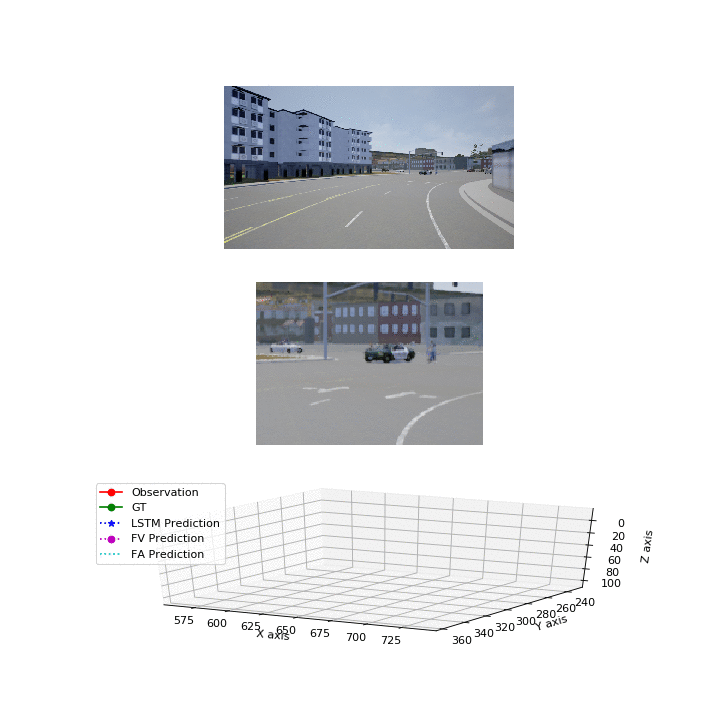 Observation
GT
LSTM Prediction
FV Prediction
FA Prediction
0
20
40
60
80
100
Z axis
575
600
625
650
675
700
725
X axis
360
340
320
300
280
260
240
Y axis